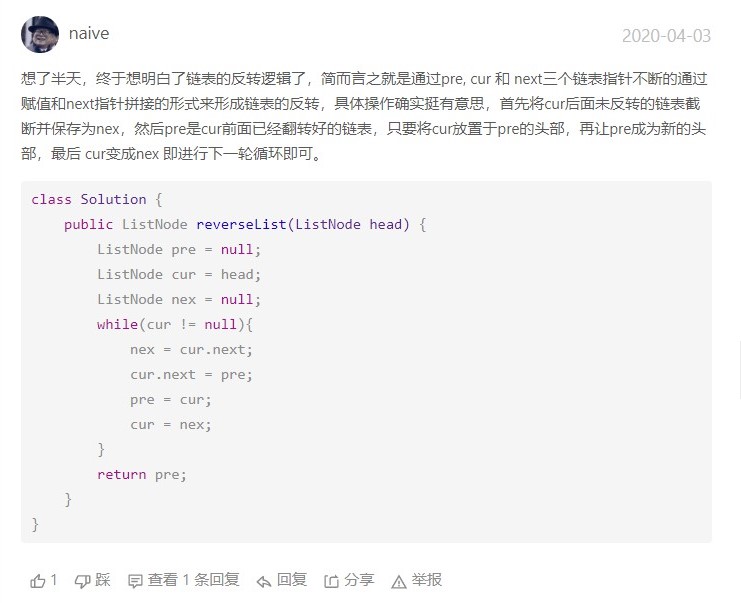 naive
2020-04-03
想了半天，终于想明白了链表的反转逻辑了，简而言之就是通过pre, cur 和 next三个链表指针不断的通过
赋值和next指针拼接的形式来形成链表的反转，具体操作确实挺有意思，首先将cur后面未反转的链表截
断并保存为nex，然后pre是cur前面已经翻转好的链表，只要将cur放置于pre的头部，再让pre成为新的头
部，最后 cur变成nex 即进行下一轮循环即可。
class Solution {
    public ListNode reverseList(ListNode head) {
        ListNode pre = null;
        ListNode cur = head;
        ListNode nex = null;
        while(cur != null){
            nex = cur.next;
            cur.next = pre;
            pre = cur;
            cur = nex;
        }
        return pre;
    }
}
1 踩 查看 1 条回复 回复 分享 举报